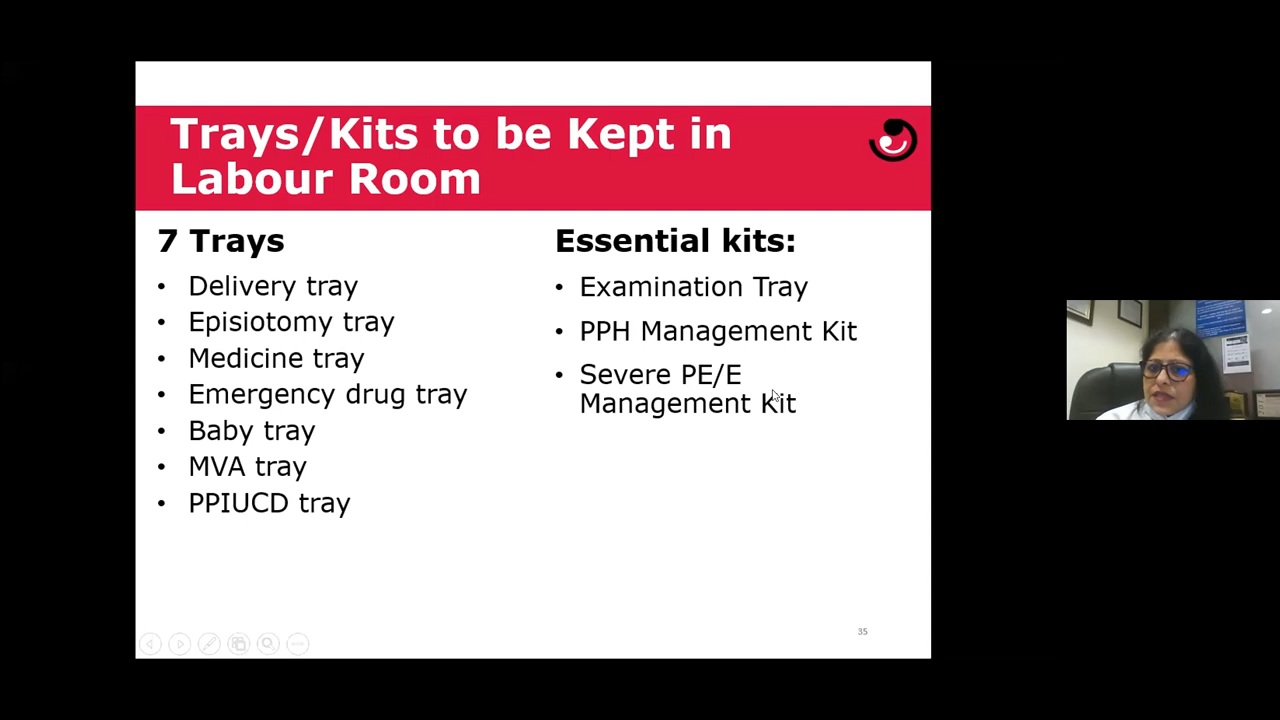 Trays/Kits to be Kept in
Labour Room
7 Trays
• Delivery tray
• Episiotomy tray
• Medicine tray
• Emergency drug tray
• Baby tray
• MVA tray
• PPIUCD tray
Essential kits:
• Examination Tray
• PPH Management Kit
• Severe PE/E
Management Kit
35